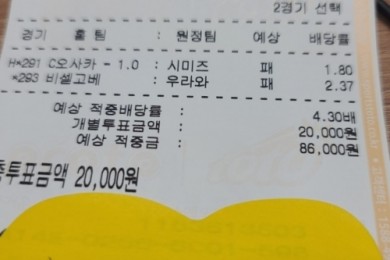 2경기 선택
경기 홈팀 : 원정팀 예상 배당률
H*291 C오사카 - 1.0 : 시미즈 패 1.80
*293 비셀고베 : 우라와 패 2.37
예상 적중배당률 : 4.30배
개별투표금액 : 20,000원
예상 적중금 : 86,000원
총투표금액 20,000원